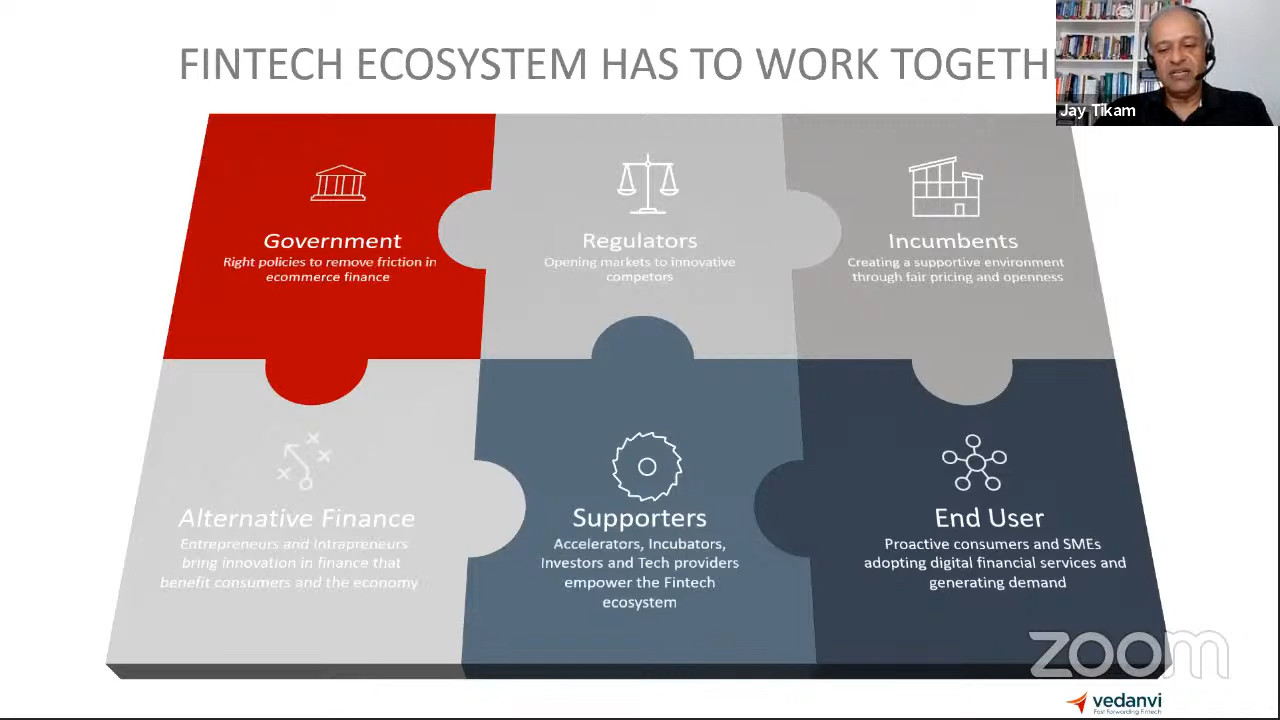 FINTECH ECOSYSTEM HAS TO WORK TOGETH
Jay Tikam
Government
Right policies to remove friction in
ecommerce finance
Regulators
Opening markets to innovative
competors
Incumbents
Creating a supportive environment
through fair pricing and openness
Alternative Finance
Entrepreneurs and Intrapreneurs
bring innovation in finance that
benefit consumers and the economy
Supporters
Accelerators, Incubators,
Investors and Tech providers
empower the Fintech
ecosystem
End User
Proactive consumers and SMEs
adopting digital financial services and
generating demand
zoom
vedanvi
Fast Forwarding Fintech